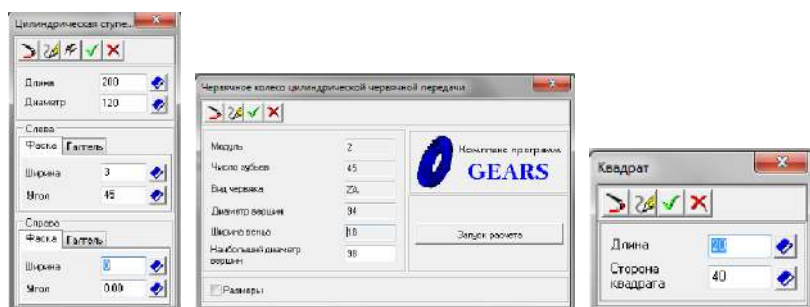 Цилиндрическая ступе...
Длина 200
Диаметр 120
Слева
Фаска Галтель
Ширина 3
Угол 45
Справа
Фаска Галтель
Ширина 0
Угол 0.00
Червячное колесо цилиндрической червячной передачи
Модуль 2
Число зубьев 45
Вид червяка ZA
Диаметр вершин 94
Ширина венца 18
Наибольший диаметр
вершин 98
Размеры
Комплекс программ
GEARS
Запуск расчета
Квадрат
Длина 20
Сторона
квадрата 40